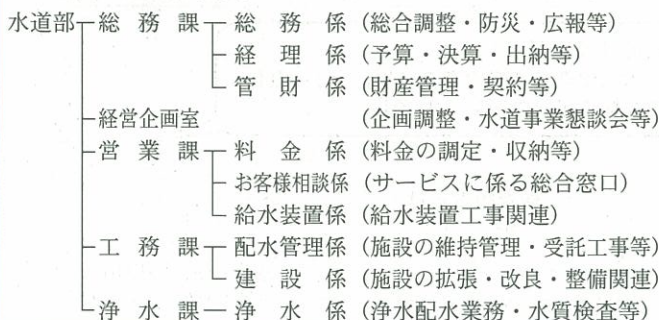 水道部 総務課 総務係 (総合調整・防災・広報等)
経理係 (予算・決算・出納等)
管財係 (財産管理・契約等)
経営企画室 (企画調整・水道事業懇談会等)
営業課 料金係 (料金の調定・収納等)
お客様相談係 (サービスに係る総合窓口)
給水装置係 (給水装置工事関連)
工務課 配水管理係 (施設の維持管理・受託工事等)
建設係 (施設の拡張・改良・整備関連)
浄水課 浄水係 (浄水配水業務・水質検査等)